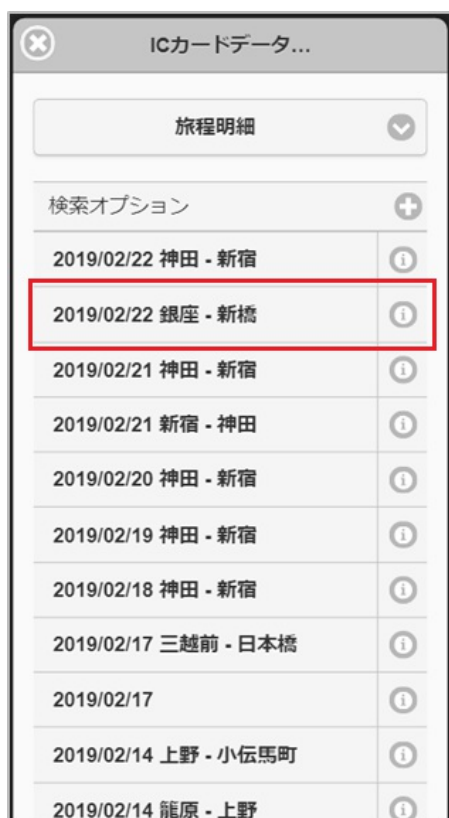 ICカードデータ...
旅程明細
検索オプション
2019/02/22 神田 - 新宿
2019/02/22 銀座 - 新橋
2019/02/21 神田 - 新宿
2019/02/21 新宿 - 神田
2019/02/20 神田 - 新宿
2019/02/19 神田 - 新宿
2019/02/18 神田 - 新宿
2019/02/17 三越前 - 日本橋
2019/02/17
2019/02/14 上野 - 小伝馬町
2019/02/14 籠原 - 上野